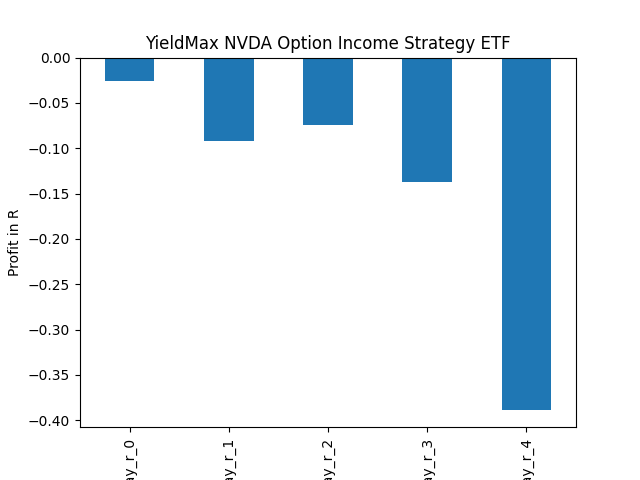 YieldMax NVDA Option Income Strategy ETF
0.00
−0.05
−0.10
−0.15
−0.20
−0.25
−0.30
−0.35
−0.40
Profit in R
ay_r_0
ay_r_1
ay_r_2
ay_r_3
ay_r_4